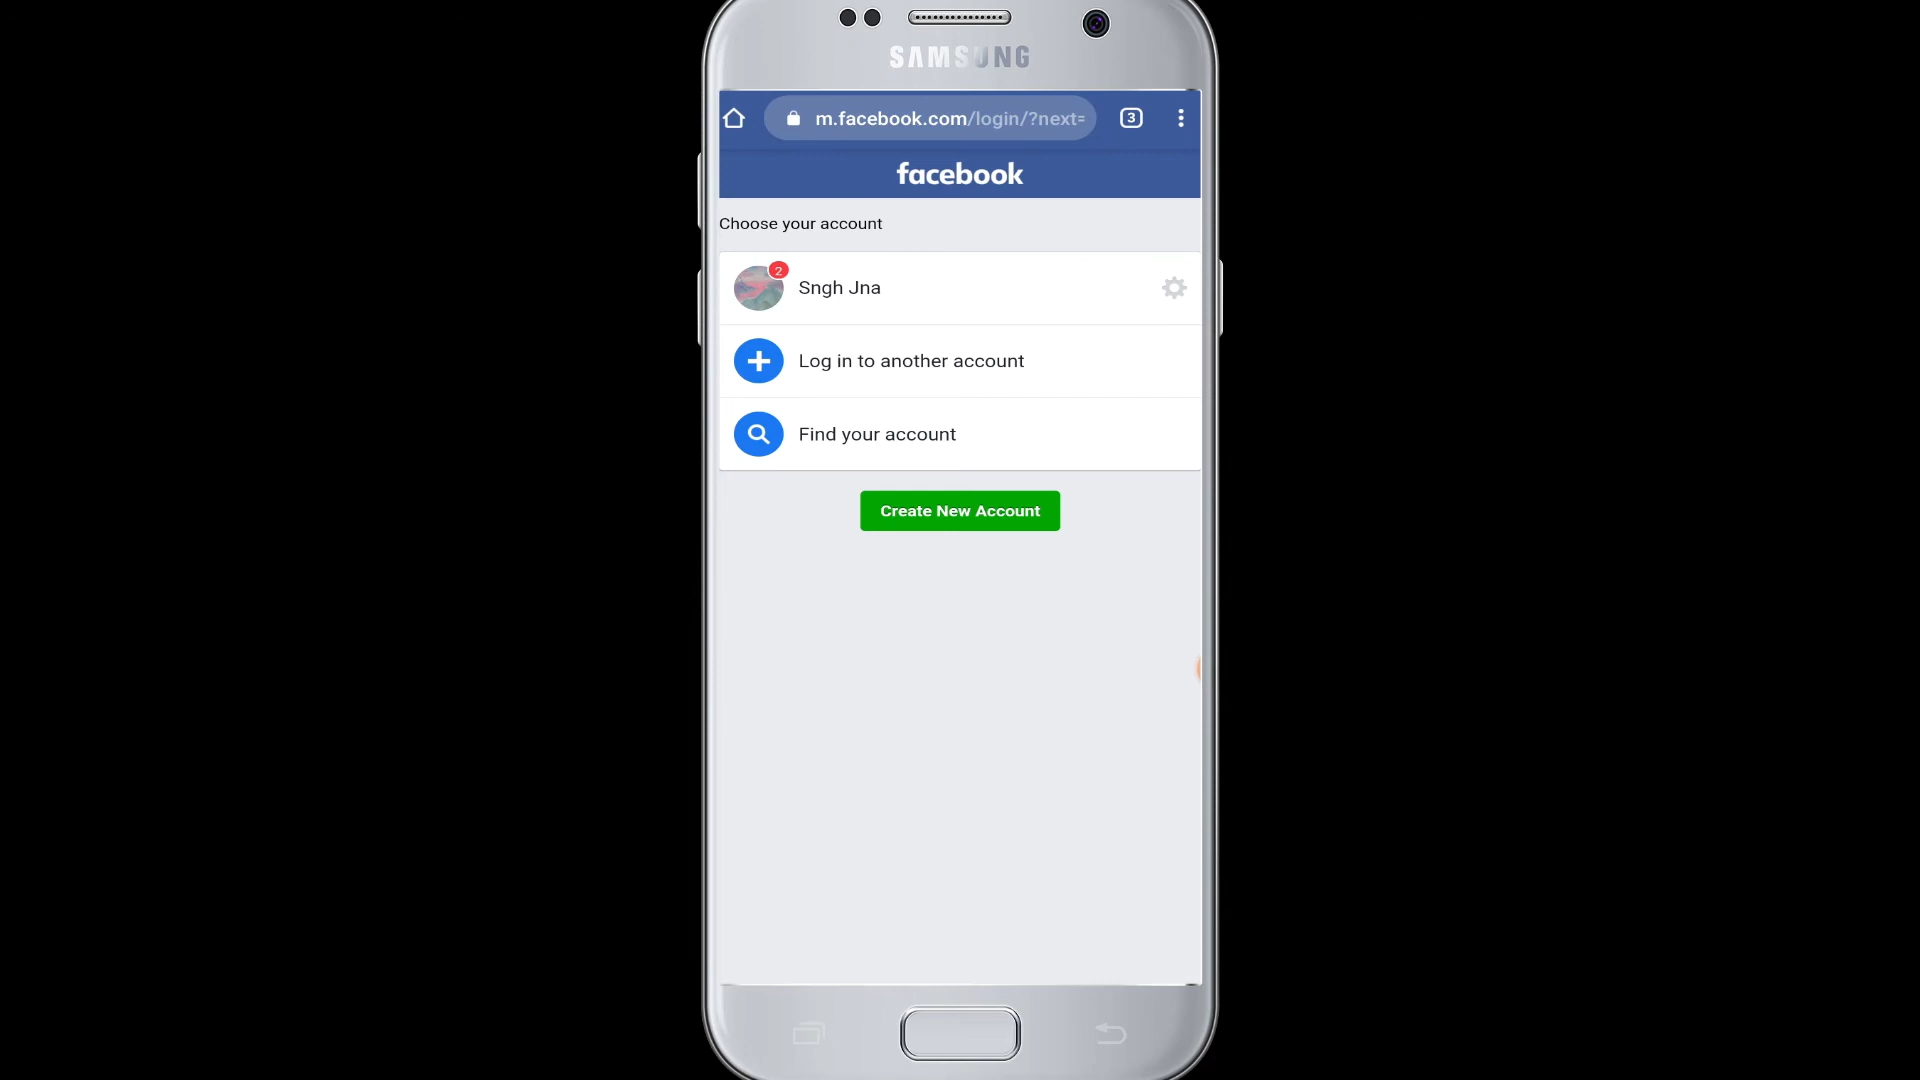 SAMSUNG
m.facebook.com/login/?next=
3
facebook
Choose your account
2
Sngh Jna
Log in to another account
Find your account
Create New Account